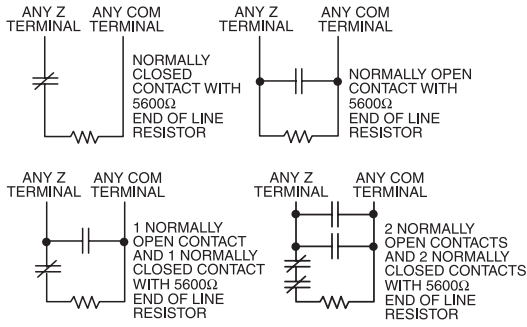 ANY Z
TERMINAL
ANY COM
TERMINAL
NORMALLY
CLOSED
CONTACT WITH
5600Ω
END OF LINE
RESISTOR
ANY Z
TERMINAL
ANY COM
TERMINAL
NORMALLY OPEN
CONTACT WITH
5600Ω
END OF LINE
RESISTOR
ANY Z
TERMINAL
ANY COM
TERMINAL
1 NORMALLY
OPEN CONTACT
AND 1 NORMALLY
CLOSED CONTACT
WITH 5600Ω
END OF LINE
RESISTOR
ANY Z
TERMINAL
ANY COM
TERMINAL
2 NORMALLY
OPEN CONTACTS
AND 2 NORMALLY
CLOSED CONTACTS
WITH 5600Ω
END OF LINE
RESISTOR